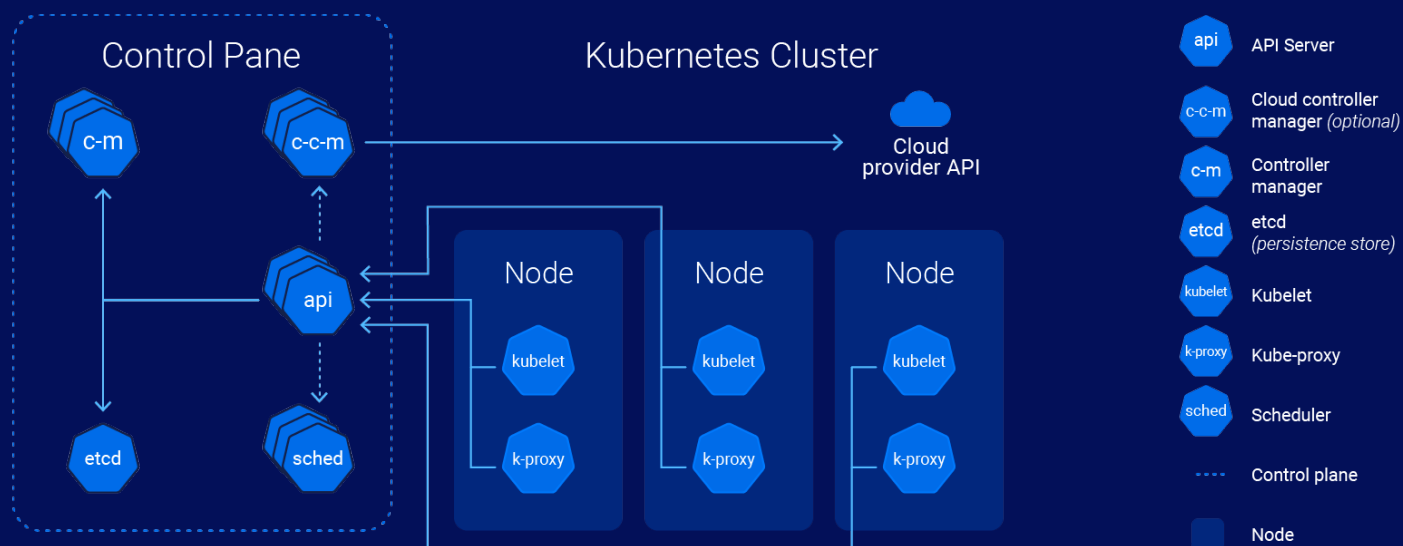 Control Pane
Kubernetes Cluster
c-m
c-c-m
Cloud
provider API
api
etcd
sched
Node
kubelet
k-proxy
Node
kubelet
k-proxy
Node
kubelet
k-proxy
api
API Server
c-c-m
Cloud controller
manager (optional)
c-m
Controller
manager
etcd
etcd
(persistence store)
kubelet
Kubelet
k-proxy
Kube-proxy
sched
Scheduler
Control plane
Node